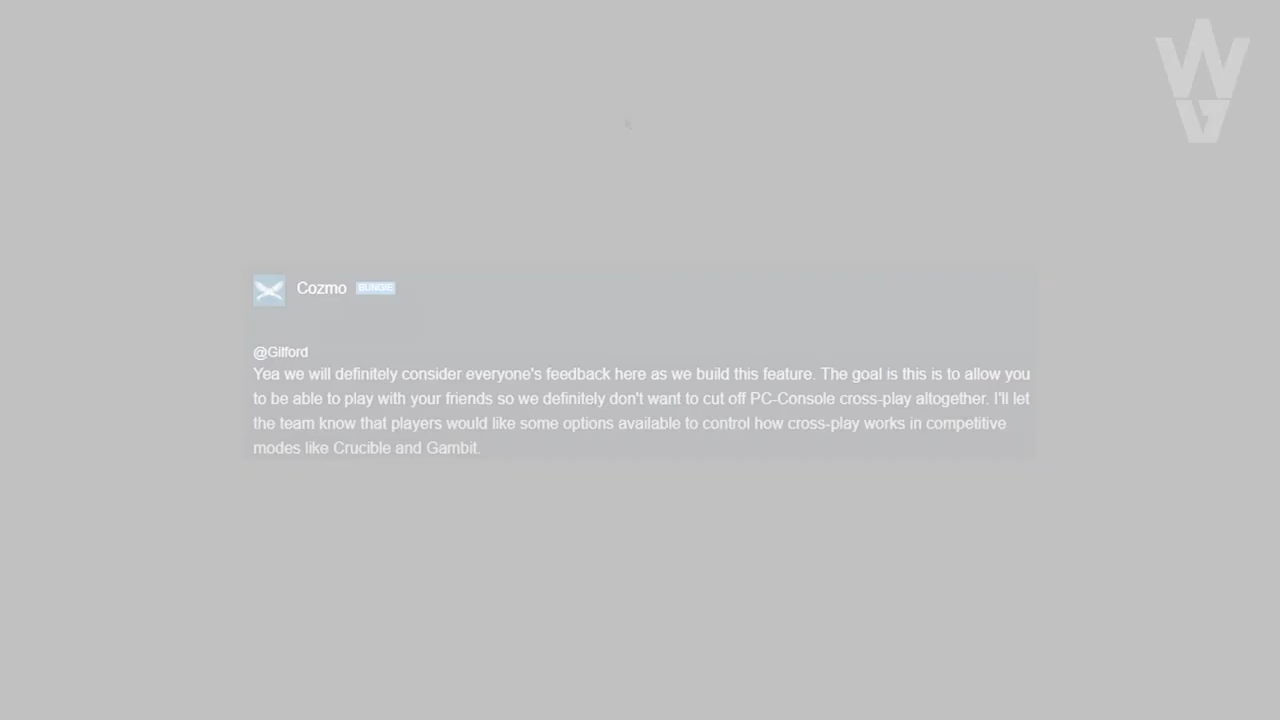 Cozmo BUNGIE
@Gilford
Yea we will definitely consider everyone's feedback here as we build this feature. The goal is this is to allow you
to be able to play with your friends so we definitely don't want to cut off PC-Console cross-play altogether. I'll let
the team know that players would like some options available to control how cross-play works in competitive
modes like Crucible and Gambit.